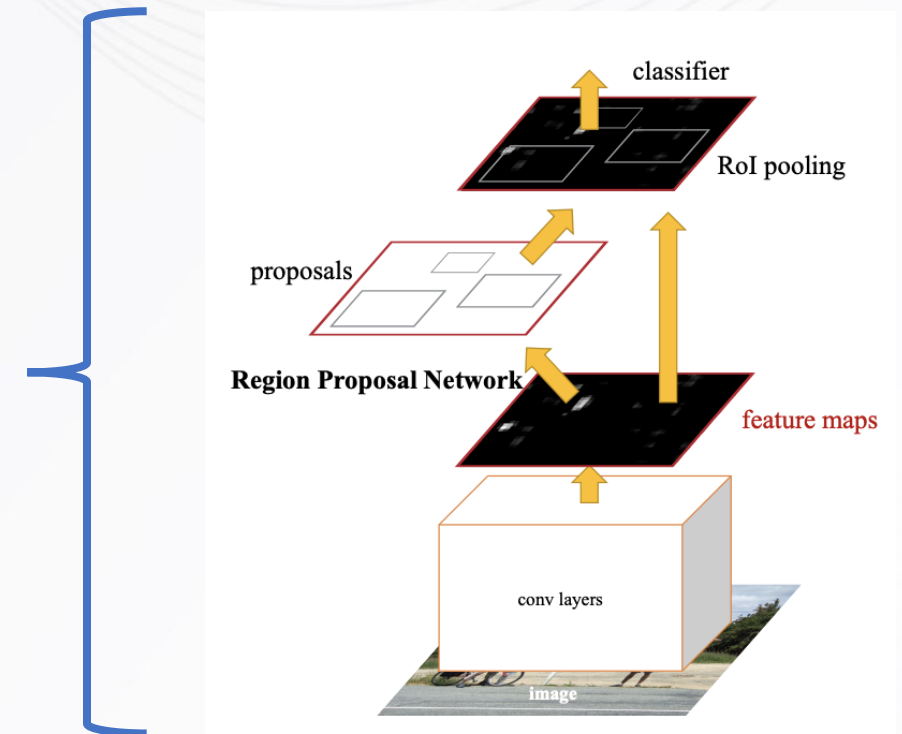 classifier
RoI pooling
proposals
Region Proposal Network
feature maps
conv layers
image